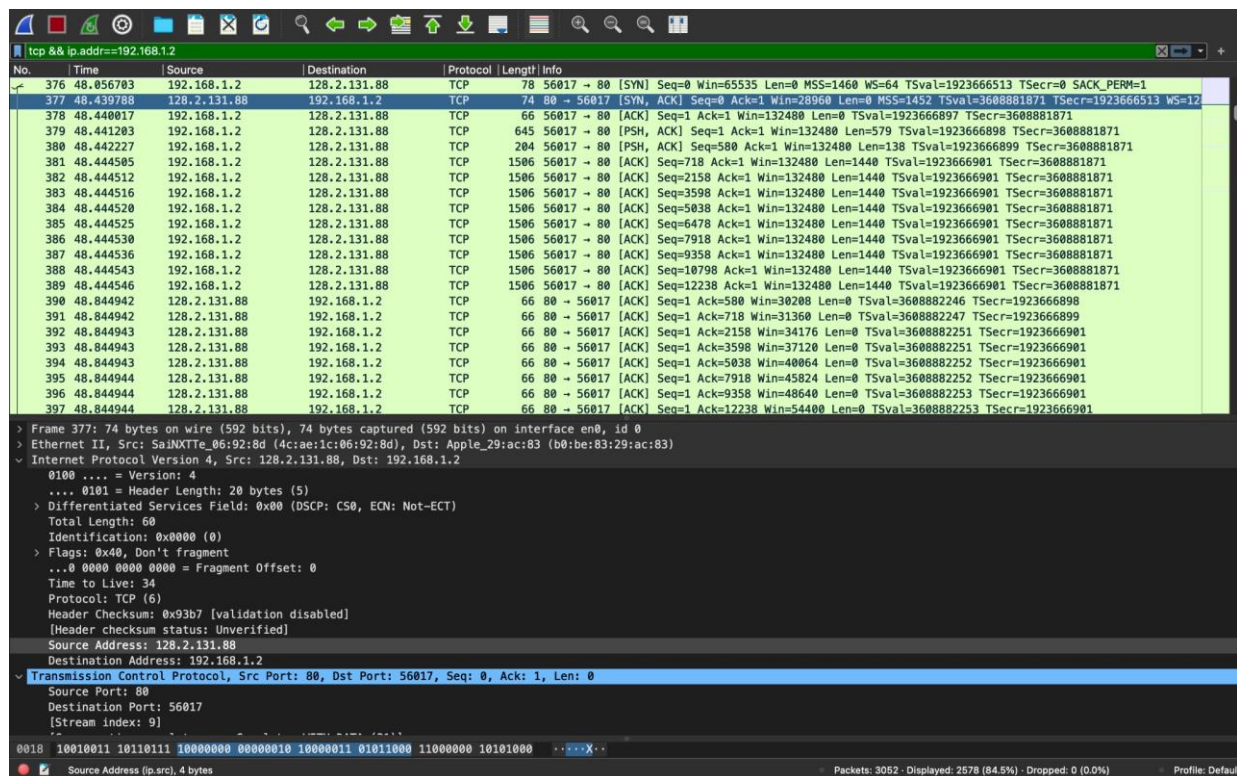 tcp && ip.addr==192.168.1.2
No. Time Source Destination Protocol Length Info
376 48.056703 192.168.1.2 128.2.131.88 TCP 78 56017 → 80 [SYN] Seq=0 Win=65535 Len=0 MSS=1460 WS=64 TSval=1923666513 TSecr=0 SACK_PERM=1
377 48.439788 128.2.131.88 192.168.1.2 TCP 74 80 → 56017 [SYN, ACK] Seq=0 Ack=1 Win=28960 Len=0 MSS=1452 TSval=3608881871 TSecr=1923666513 WS=12
378 48.440017 192.168.1.2 128.2.131.88 TCP 66 56017 → 80 [ACK] Seq=1 Ack=1 Win=132480 Len=0 TSval=1923666897 TSecr=3608881871
379 48.441203 192.168.1.2 128.2.131.88 TCP 645 56017 → 80 [PSH, ACK] Seq=1 Ack=1 Win=132480 Len=579 TSval=1923666898 TSecr=3608881871
380 48.442227 192.168.1.2 128.2.131.88 TCP 204 56017 → 80 [PSH, ACK] Seq=580 Ack=1 Win=132480 Len=138 TSval=1923666899 TSecr=3608881871
381 48.444505 192.168.1.2 128.2.131.88 TCP 1506 56017 → 80 [ACK] Seq=718 Ack=1 Win=132480 Len=1440 TSval=1923666901 TSecr=3608881871
382 48.444512 192.168.1.2 128.2.131.88 TCP 1506 56017 → 80 [ACK] Seq=2158 Ack=1 Win=132480 Len=1440 TSval=1923666901 TSecr=3608881871
383 48.444516 192.168.1.2 128.2.131.88 TCP 1506 56017 → 80 [ACK] Seq=3598 Ack=1 Win=132480 Len=1440 TSval=1923666901 TSecr=3608881871
384 48.444520 192.168.1.2 128.2.131.88 TCP 1506 56017 → 80 [ACK] Seq=5038 Ack=1 Win=132480 Len=1440 TSval=1923666901 TSecr=3608881871
385 48.444525 192.168.1.2 128.2.131.88 TCP 1506 56017 → 80 [ACK] Seq=6478 Ack=1 Win=132480 Len=1440 TSval=1923666901 TSecr=3608881871
386 48.444530 192.168.1.2 128.2.131.88 TCP 1506 56017 → 80 [ACK] Seq=7918 Ack=1 Win=132480 Len=1440 TSval=1923666901 TSecr=3608881871
387 48.444536 192.168.1.2 128.2.131.88 TCP 1506 56017 → 80 [ACK] Seq=9358 Ack=1 Win=132480 Len=1440 TSval=1923666901 TSecr=3608881871
388 48.444543 192.168.1.2 128.2.131.88 TCP 1506 56017 → 80 [ACK] Seq=10798 Ack=1 Win=132480 Len=1440 TSval=1923666901 TSecr=3608881871
389 48.444546 192.168.1.2 128.2.131.88 TCP 1506 56017 → 80 [ACK] Seq=12238 Ack=1 Win=132480 Len=1440 TSval=1923666901 TSecr=3608881871
390 48.844942 128.2.131.88 192.168.1.2 TCP 66 80 → 56017 [ACK] Seq=1 Ack=580 Win=30208 Len=0 TSval=3608882246 TSecr=1923666898
391 48.844942 128.2.131.88 192.168.1.2 TCP 66 80 → 56017 [ACK] Seq=1 Ack=718 Win=31360 Len=0 TSval=3608882247 TSecr=1923666899
392 48.844943 128.2.131.88 192.168.1.2 TCP 66 80 → 56017 [ACK] Seq=1 Ack=2158 Win=34176 Len=0 TSval=3608882251 TSecr=1923666901
393 48.844943 128.2.131.88 192.168.1.2 TCP 66 80 → 56017 [ACK] Seq=1 Ack=3598 Win=37120 Len=0 TSval=3608882251 TSecr=1923666901
394 48.844943 128.2.131.88 192.168.1.2 TCP 66 80 → 56017 [ACK] Seq=1 Ack=5038 Win=40064 Len=0 TSval=3608882251 TSecr=1923666901
395 48.844944 128.2.131.88 192.168.1.2 TCP 66 80 → 56017 [ACK] Seq=1 Ack=7918 Win=45824 Len=0 TSval=3608882252 TSecr=1923666901
396 48.844944 128.2.131.88 192.168.1.2 TCP 66 80 → 56017 [ACK] Seq=1 Ack=9358 Win=48640 Len=0 TSval=3608882253 TSecr=1923666901
397 48.844944 128.2.131.88 192.168.1.2 TCP 66 80 → 56017 [ACK] Seq=1 Ack=12238 Win=54400 Len=0 TSval=3608882253 TSecr=1923666901
> Frame 377: 74 bytes on wire (592 bits), 74 bytes captured (592 bits) on interface en0, id 0
> Ethernet II, Src: SaiNXTTe_06:92:8d (4c:ae:1c:06:92:8d), Dst: Apple_29:ac:83 (b0:be:83:29:ac:83)
Internet Protocol Version 4, Src: 128.2.131.88, Dst: 192.168.1.2
0100 .... = Version: 4
.... 0101 = Header Length: 20 bytes (5)
> Differentiated Services Field: 0x00 (DSCP: CS0, ECN: Not-ECT)
Total Length: 60
Identification: 0x0000 (0)
> Flags: 0x40, Don't fragment
...0 0000 0000 0000 = Fragment Offset: 0
Time to Live: 34
Protocol: TCP (6)
Header Checksum: 0x93b7 [validation disabled]
[Header checksum status: Unverified]
Source Address: 128.2.131.88
Destination Address: 192.168.1.2
Transmission Control Protocol, Src Port: 80, Dst Port: 56017, Seq: 0, Ack: 1, Len: 0
Source Port: 80
Destination Port: 56017
[Stream index: 9]
0018 10010011 10110111 10000000 00000010 10000011 01011000 11000000 10101000 ·····X··
Source Address (ip.src), 4 bytes
Packets: 3052 · Displayed: 2578 (84.5%) · Dropped: 0 (0.0%)
Profile: Defau